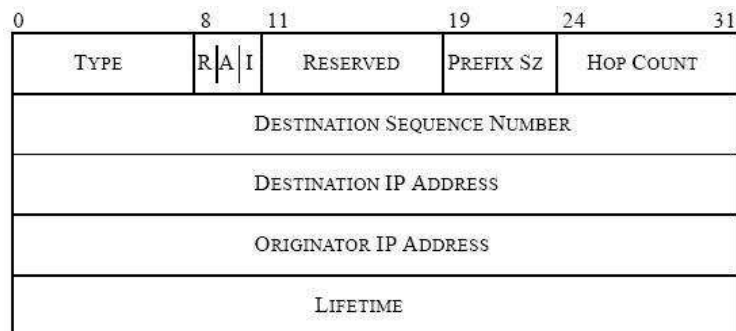 0 8 11 19 24 31
TYPE R A I RESERVED PREFIX SZ HOP COUNT
DESTINATION SEQUENCE NUMBER
DESTINATION IP ADDRESS
ORIGINATOR IP ADDRESS
LIFETIME